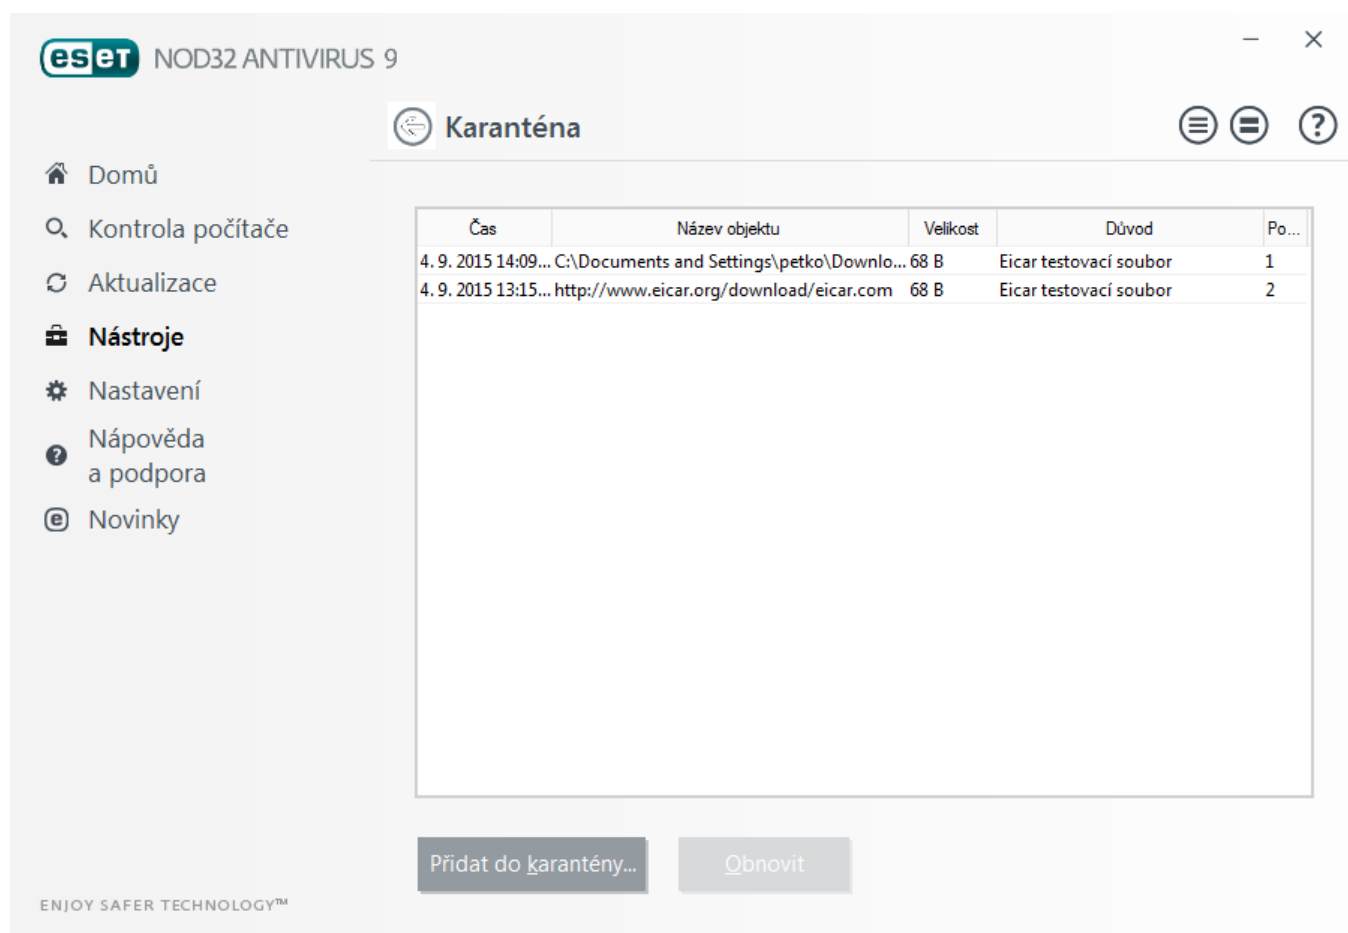 eset NOD32 ANTIVIRUS 9
Karanténa
Domů
Kontrola počítače
Aktualizace
Nástroje
Nastavení
Nápověda
a podpora
Novinky
Čas Název objektu Velikost Důvod Po...
4. 9. 2015 14:09... C:\Documents and Settings\petko\Downlo... 68 B Eicar testovací soubor 1
4. 9. 2015 13:15... http://www.eicar.org/download/eicar.com 68 B Eicar testovací soubor 2
Přidat do karantény... Obnovit
ENJOY SAFER TECHNOLOGY™